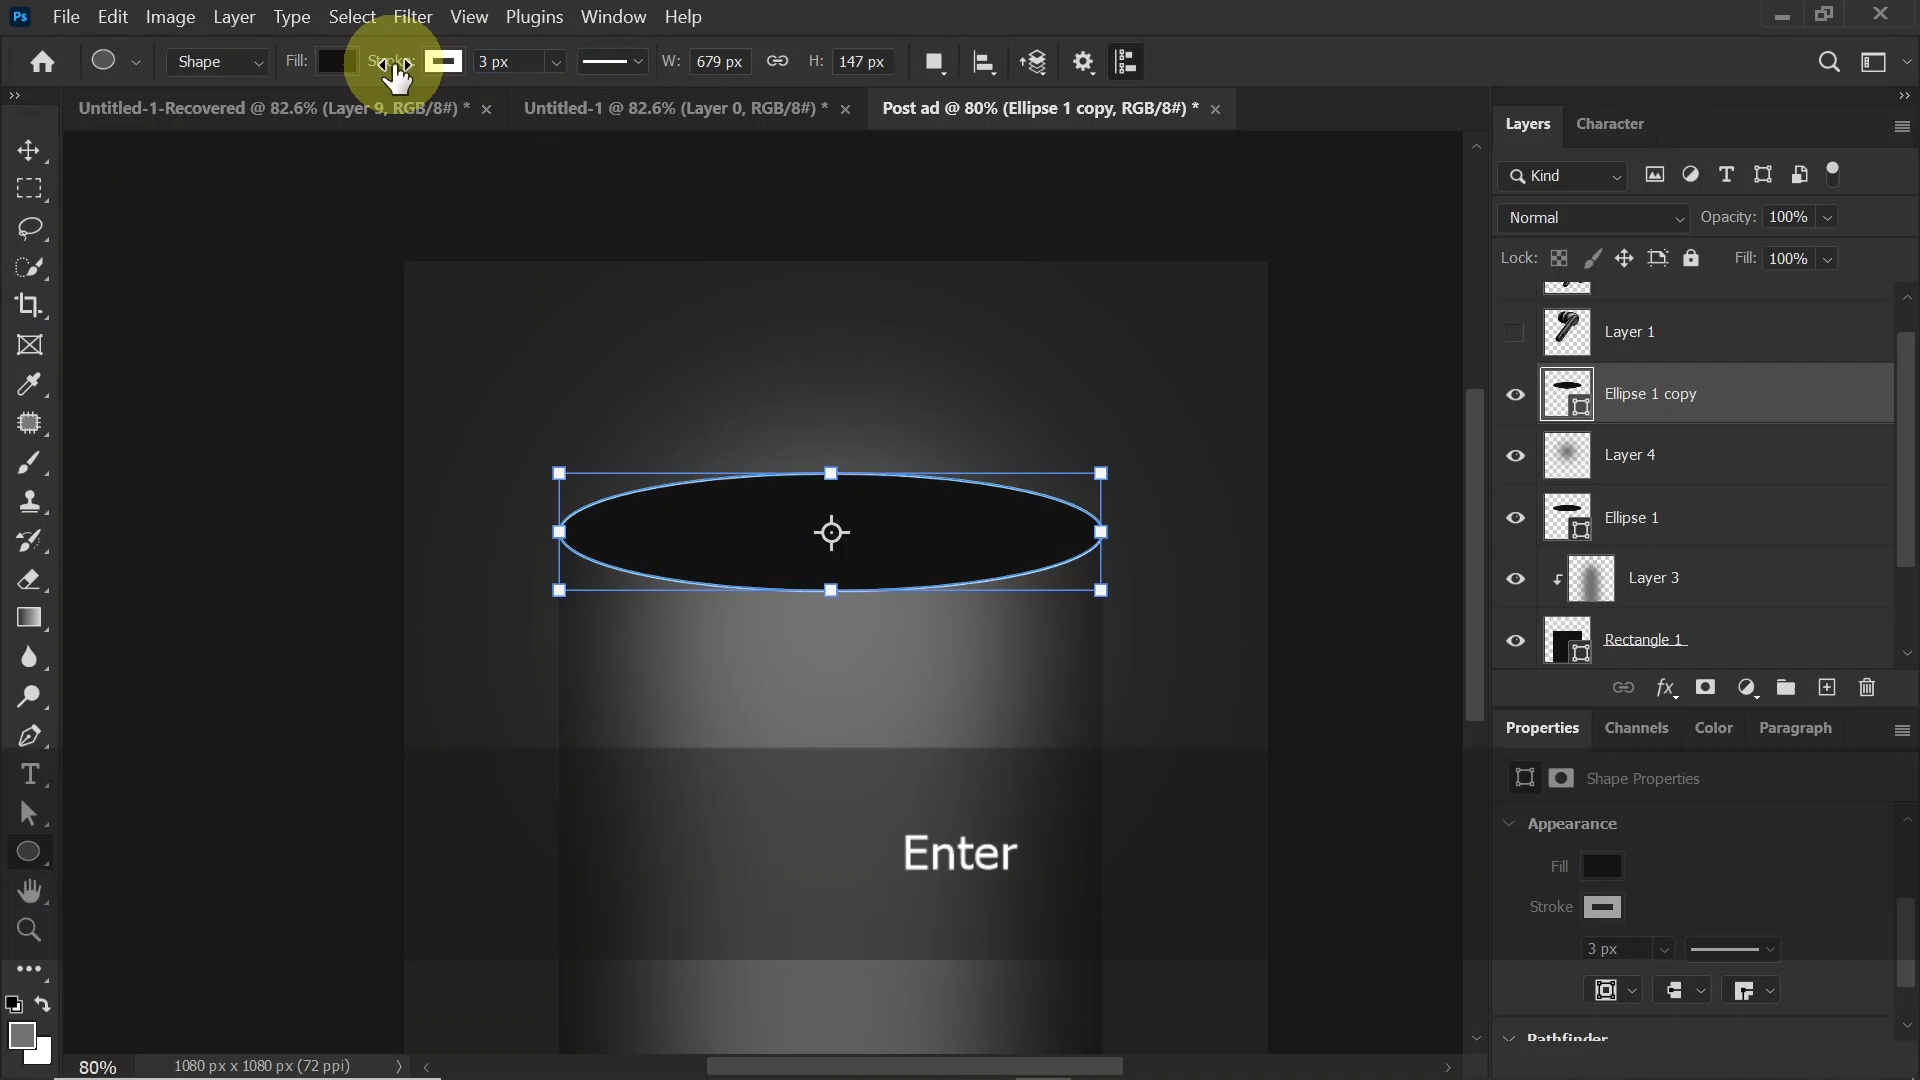 Ps File Edit Image Layer Type Select Filter View Plugins Window Help
Shape Fill: Stroke: 3 px W: 679 px H: 147 px
Untitled-1-Recovered @ 82.6% (Layer 9, RGB/8#) * Untitled-1 @ 82.6% (Layer 0, RGB/8#) * Post ad @ 80% (Ellipse 1 copy, RGB/8#) *
Layers Character
Kind
Normal Opacity: 100%
Lock: Fill: 100%
Layer 1
Ellipse 1 copy
Layer 4
Ellipse 1
Layer 3
Rectangle 1
fx
Properties Channels Color Paragraph
Shape Properties
Appearance
Fill
Stroke
3 px
Pathfinder
Enter
80% 1080 px x 1080 px (72 ppi)